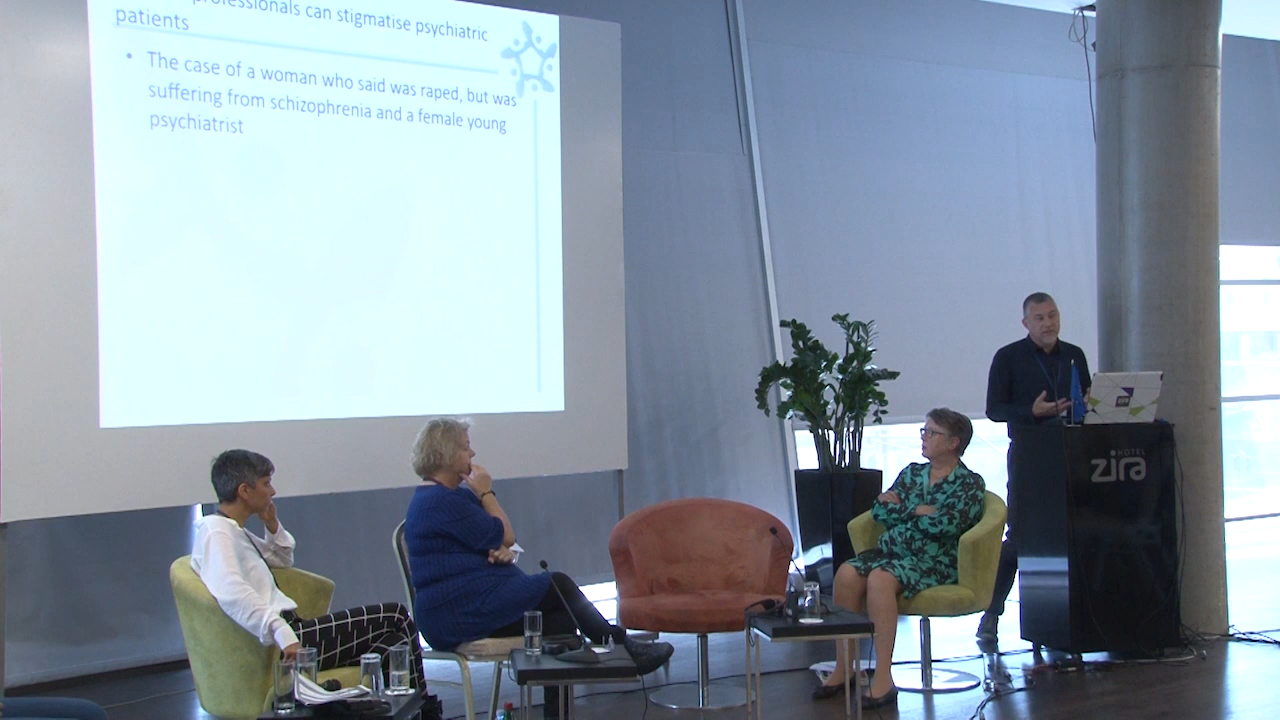 professionals can stigmatise psychiatric
patients
• The case of a woman who said was raped, but was
suffering from schizophrenia and a female young
psychiatrist
HOTEL
zira